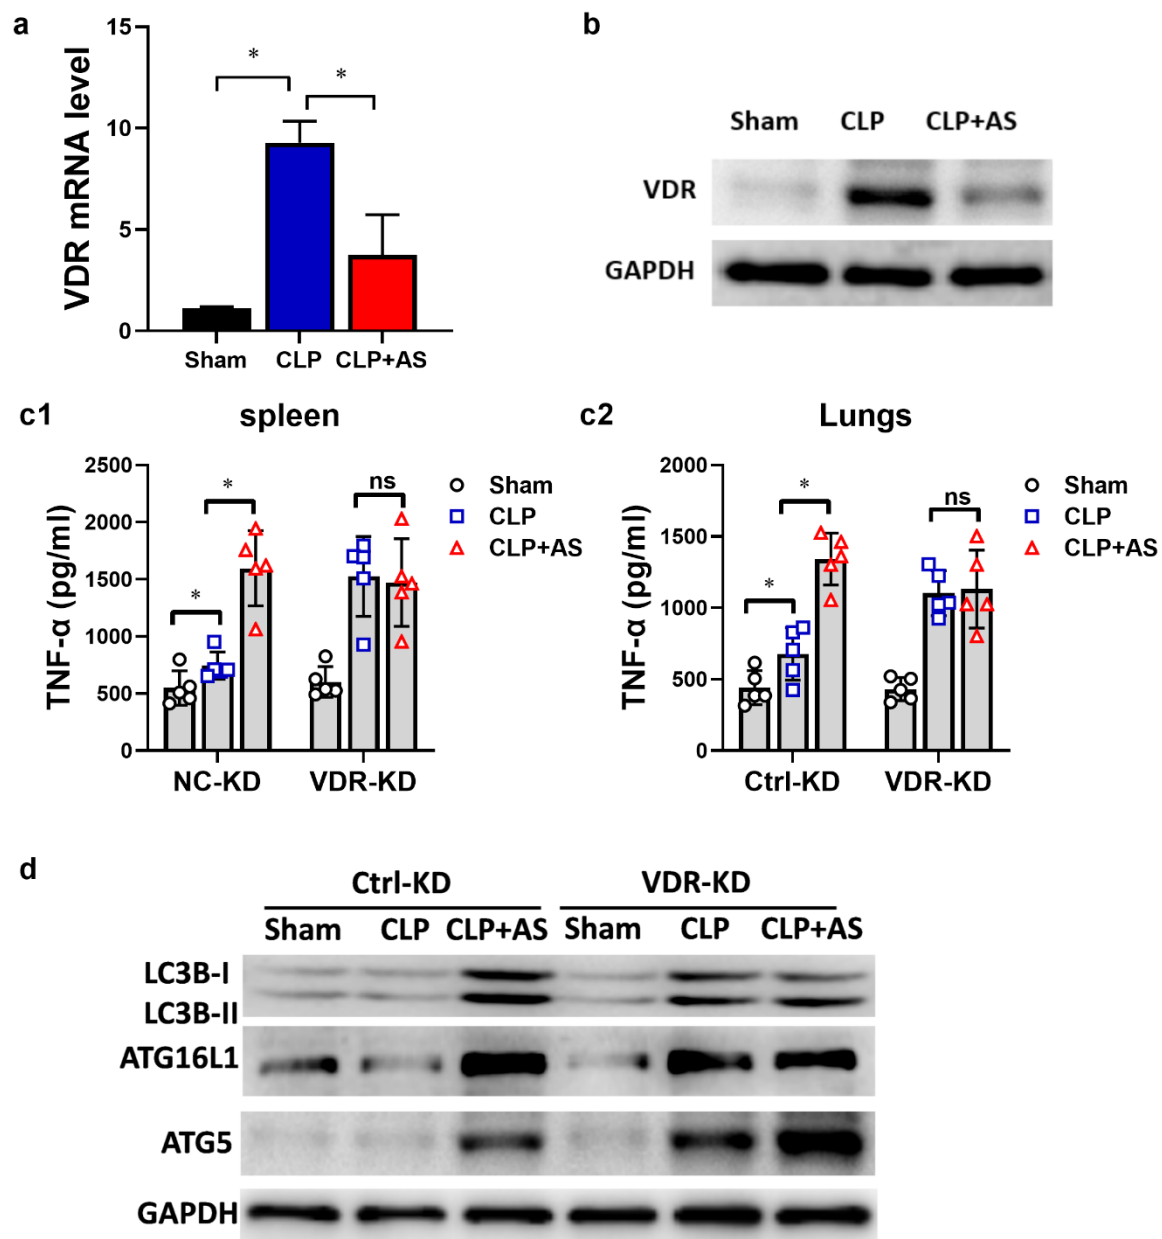 a
VDR mRNA level
15
10
5
0
*
*
Sham CLP CLP+AS
b
Sham CLP CLP+AS
VDR
GAPDH
c1 spleen
TNF-α (pg/ml)
2500
2000
1500
1000
500
0
*
*
ns
Sham
CLP
CLP+AS
NC-KD VDR-KD
c2 Lungs
TNF-α (pg/ml)
2000
1500
1000
500
0
*
*
ns
Sham
CLP
CLP+AS
Ctrl-KD VDR-KD
d
Ctrl-KD VDR-KD
Sham CLP CLP+AS Sham CLP CLP+AS
LC3B-I
LC3B-II
ATG16L1
ATG5
GAPDH